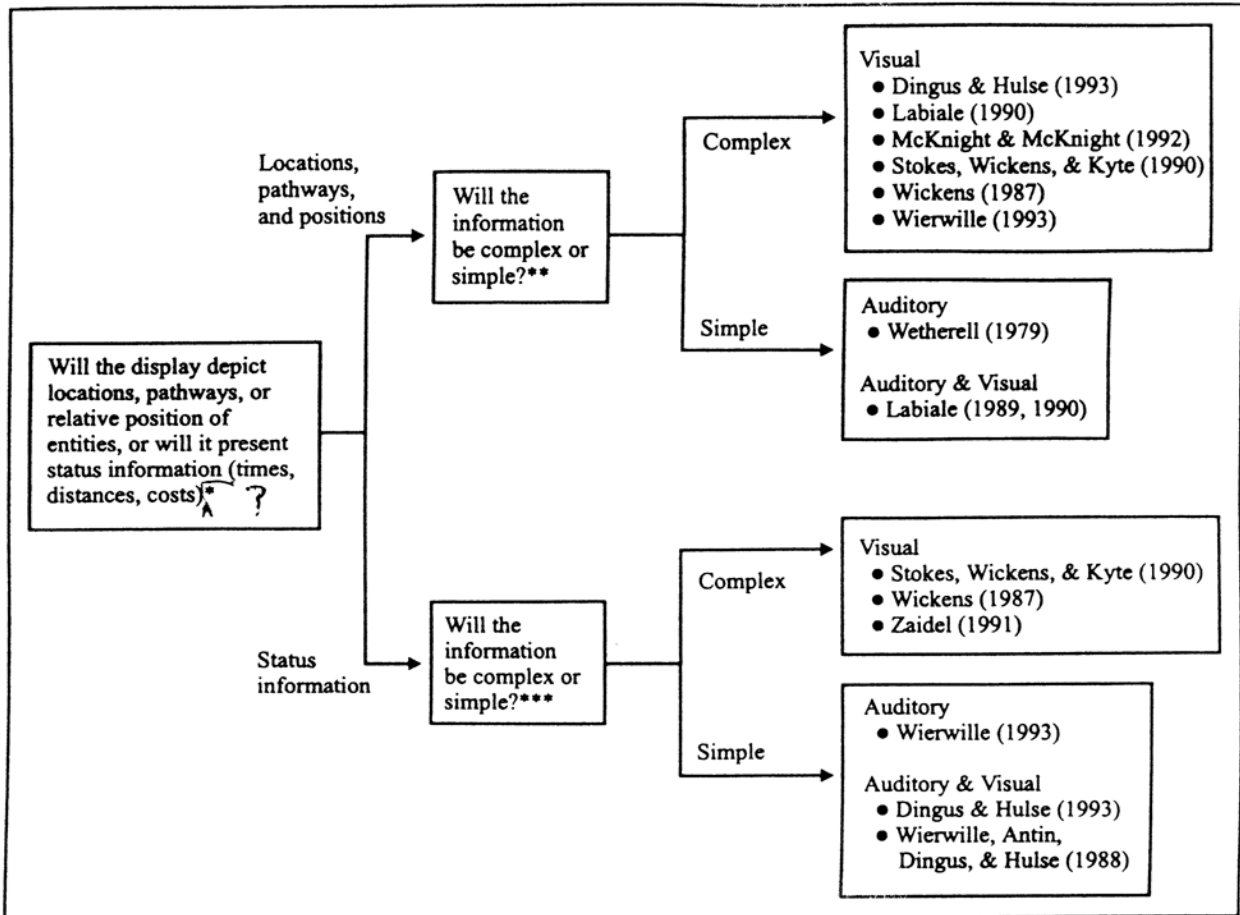 Will the display depict
locations, pathways, or
relative position of
entities, or will it present
status information (times,
distances, costs)* ?
Locations,
pathways,
and positions
Will the
information
be complex or
simple?**
Complex
Visual
● Dingus & Hulse (1993)
● Labiale (1990)
● McKnight & McKnight (1992)
● Stokes, Wickens, & Kyte (1990)
● Wickens (1987)
● Wierwille (1993)
Simple
Auditory
● Wetherell (1979)
Auditory & Visual
● Labiale (1989, 1990)
Status
information
Will the
information
be complex or
simple?***
Complex
Visual
● Stokes, Wickens, & Kyte (1990)
● Wickens (1987)
● Zaidel (1991)
Simple
Auditory
● Wierwille (1993)
Auditory & Visual
● Dingus & Hulse (1993)
● Wierwille, Antin,
Dingus, & Hulse (1988)